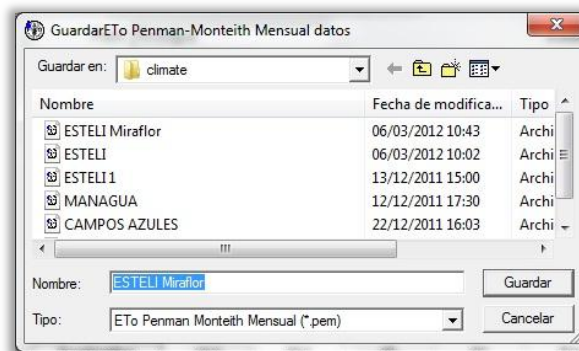 GuardarETo Penman-Monteith Mensual datos
Guardar en: climate
Nombre Fecha de modifica... Tipo
ESTELI Miraflor 06/03/2012 10:43 Archi
ESTELI 06/03/2012 10:02 Archi
ESTELI 1 13/12/2011 15:00 Archi
MANAGUA 12/12/2011 17:30 Archi
CAMPOS AZULES 22/12/2011 16:03 Archi
Nombre: ESTELI Miraflor Guardar
Tipo: ETo Penman Monteith Mensual (*.pem) Cancelar